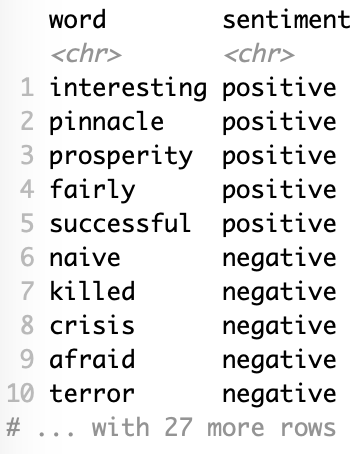 word sentiment
<chr> <chr>
1 interesting positive
2 pinnacle positive
3 prosperity positive
4 fairly positive
5 successful positive
6 naive negative
7 killed negative
8 crisis negative
9 afraid negative
10 terror negative
# ... with 27 more rows